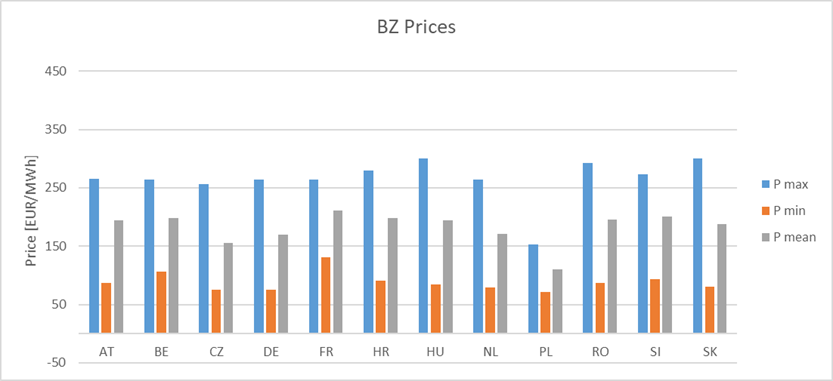 BZ Prices
450
350
250
150
50
-50
Price [EUR/MWh]
AT BE CZ DE FR HR HU NL PL RO SI SK
P max
P min
P mean